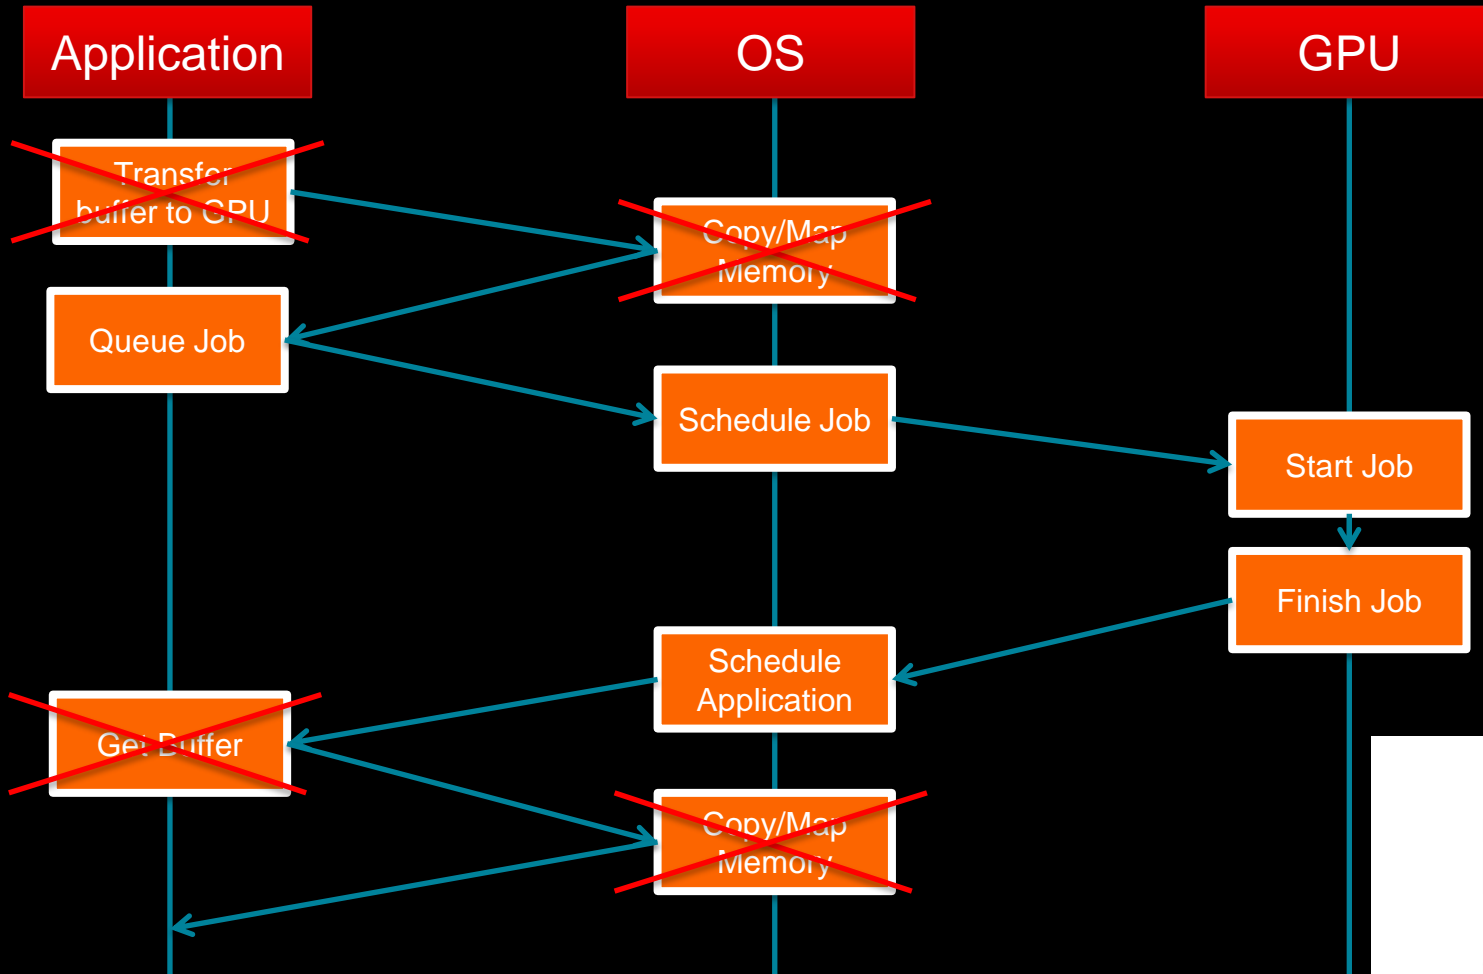 Application
OS
GPU
Transfer
buffer to GPU
Copy/Map
Memory
Queue Job
Schedule Job
Start Job
Finish Job
Schedule
Application
Get Buffer
Copy/Map
Memory